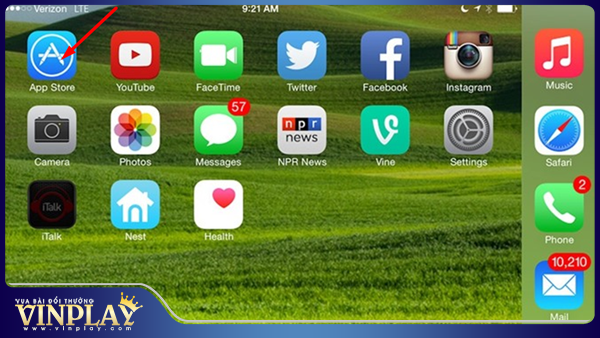 Verizon LTE 9:21 AM
App Store YouTube FaceTime Twitter Facebook Instagram Music
57
npr
Camera Photos Messages NPR News Vine Settings Safari
iTalk
2
iTalk Nest Health Phone
10,210
Mail
VUA BÀI ĐỔI THƯỞNG
VINPLAY
www.vinplay.com